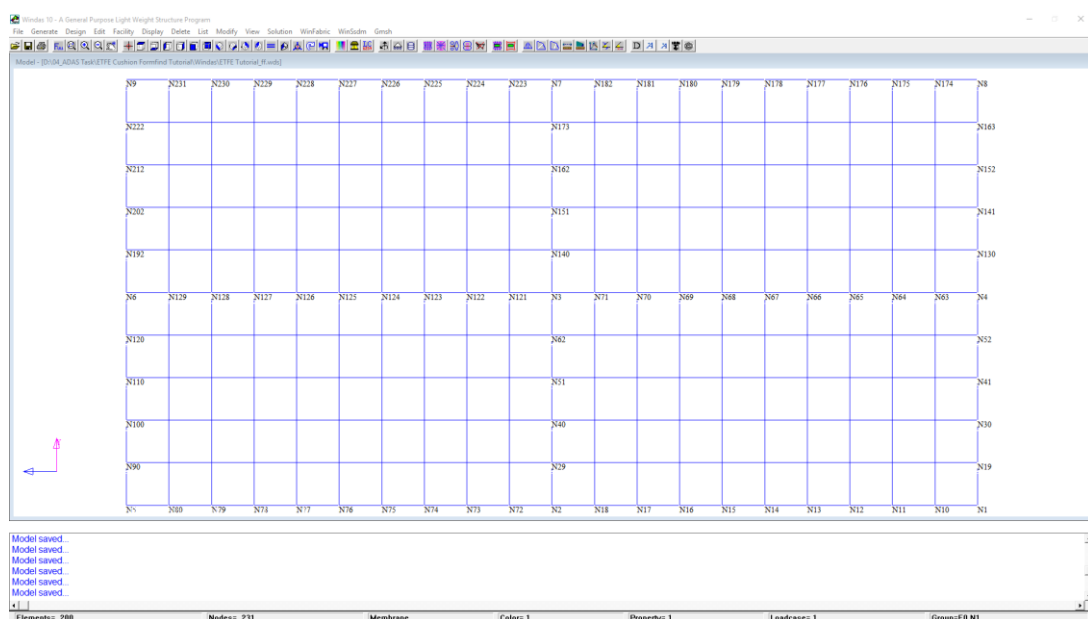 Windas 10 - A General Purpose Light Weight Structure Program
File Generate Design Edit Facility Display Delete List Modify View Solution WinFabric WinSsdm Gmsh
Model - [D:\04_ADAS Task\ETFE Cushion Formfind Tutorial\Windas\ETFE Tutorial_ff.wds]
N9 N231 N230 N229 N228 N227 N226 N225 N224 N223 N7 N182 N181 N180 N179 N178 N177 N176 N175 N174 N8
N222 N173 N163
N212 N162 N152
N202 N151 N141
N192 N140 N130
N6 N129 N128 N127 N126 N125 N124 N123 N122 N121 N3 N71 N70 N69 N68 N67 N66 N65 N64 N63 N4
N120 N62 N52
N110 N51 N41
N100 N40 N30
N90 N29 N19
N5 N80 N79 N78 N77 N76 N75 N74 N73 N72 N2 N18 N17 N16 N15 N14 N13 N12 N11 N10 N1
Model saved...
Model saved...
Model saved...
Model saved...
Model saved...
Model saved...
Elements= 200 Nodes= 231 Membrane Color= 1 Property= 1 Loadcase= 1 Group=E0,N1